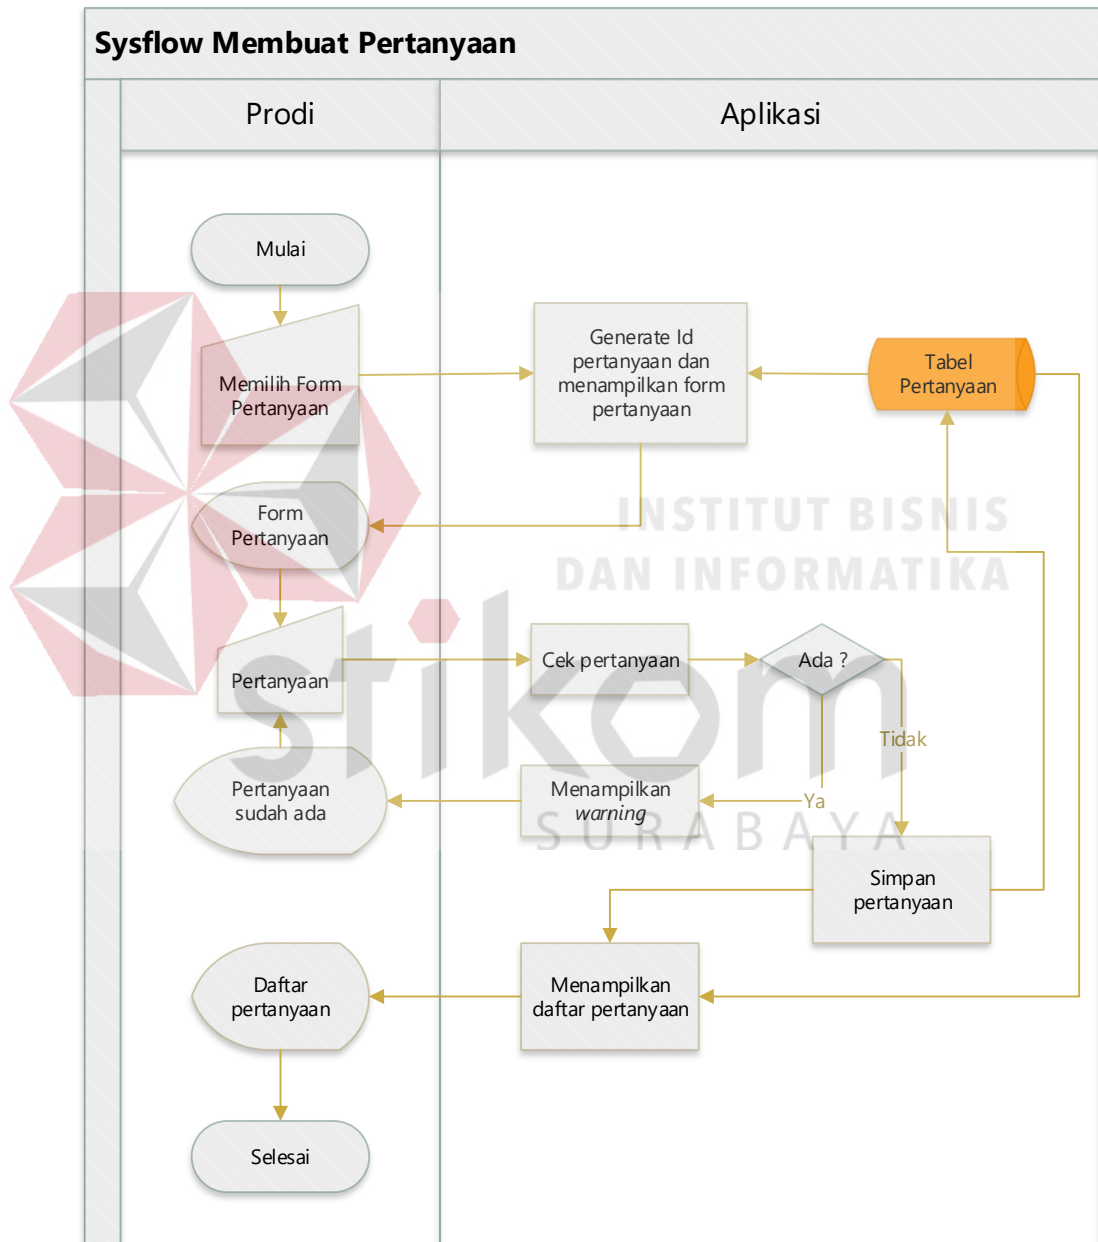 Sysflow Membuat Pertanyaan
Prodi
Aplikasi
Mulai
Memilih Form
Pertanyaan
Generate Id
pertanyaan dan
menampilkan form
pertanyaan
Tabel
Pertanyaan
Form
Pertanyaan
INSTITUT BISNIS
DAN INFORMATIKA
stikom
SURABAYA
Pertanyaan
Cek pertanyaan
Ada ?
Tidak
Ya
Menampilkan
warning
Pertanyaan
sudah ada
Simpan
pertanyaan
Menampilkan
daftar pertanyaan
Daftar
pertanyaan
Selesai